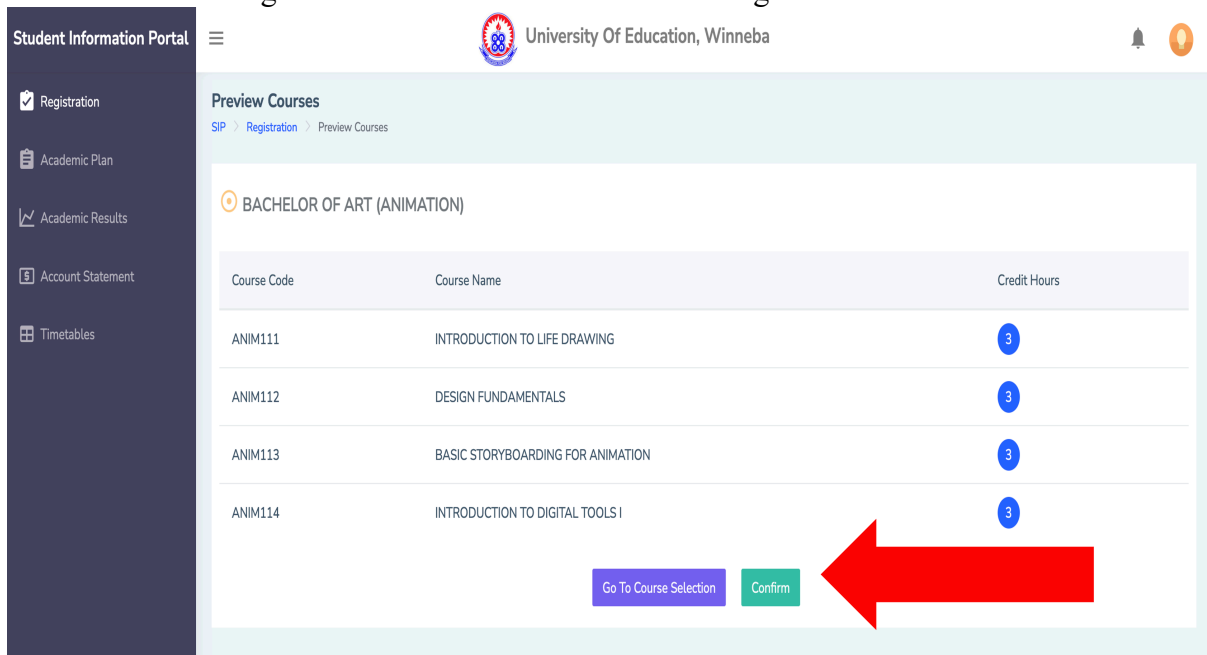 Student Information Portal
University Of Education, Winneba
Registration
Academic Plan
Academic Results
Account Statement
Timetables
Preview Courses
SIP > Registration > Preview Courses
BACHELOR OF ART (ANIMATION)
Course Code Course Name Credit Hours
ANIM111 INTRODUCTION TO LIFE DRAWING 3
ANIM112 DESIGN FUNDAMENTALS 3
ANIM113 BASIC STORYBOARDING FOR ANIMATION 3
ANIM114 INTRODUCTION TO DIGITAL TOOLS I 3
Go To Course Selection Confirm